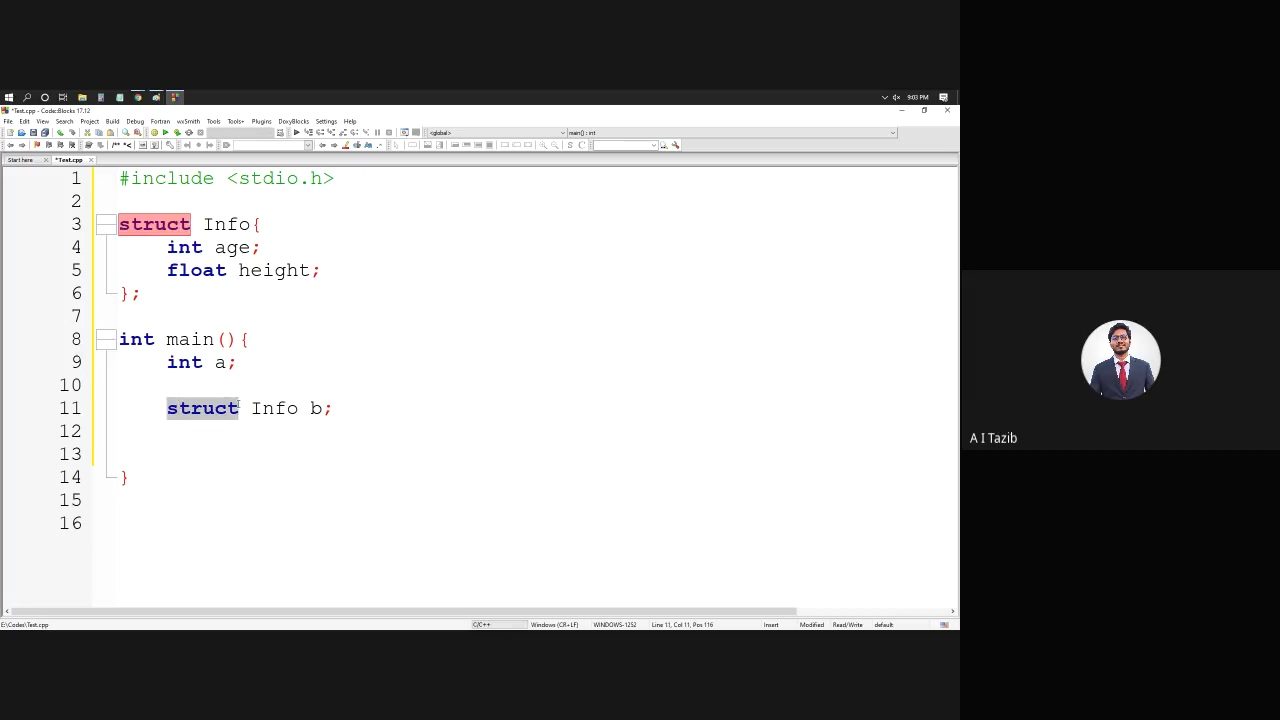 9:03 PM
*Test.cpp - Code::Blocks 17.12
File Edit View Search Project Build Debug Fortran wxSmith Tools Tools+ Plugins DoxyBlocks Settings Help
<global> main() : int
Start here *Test.cpp
1 #include <stdio.h>
2
3 struct Info{
4 int age;
5 float height;
6 };
7
8 int main(){
9 int a;
10
11 struct Info b;
12
13
14 }
15
16
E:\Codes\Test.cpp C/C++ Windows (CR+LF) WINDOWS-1252 Line 11, Col 11, Pos 116 Insert Modified Read/Write default
A I Tazib